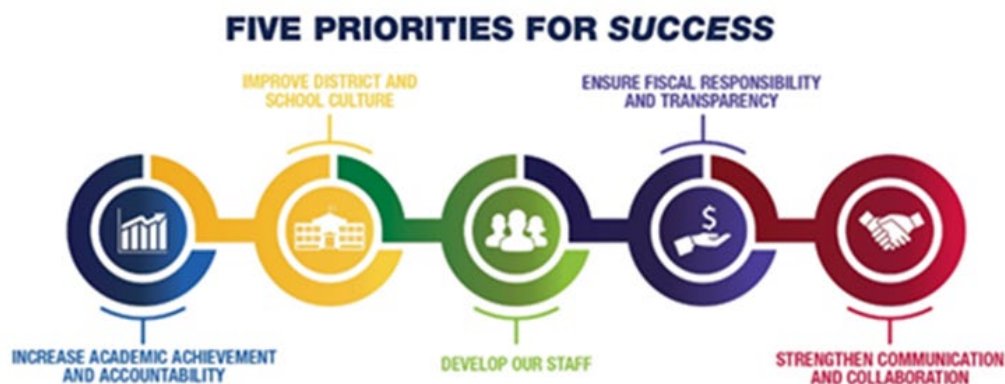 FIVE PRIORITIES FOR SUCCESS
IMPROVE DISTRICT AND
SCHOOL CULTURE
ENSURE FISCAL RESPONSIBILITY
AND TRANSPARENCY
$
INCREASE ACADEMIC ACHIEVEMENT
AND ACCOUNTABILITY
DEVELOP OUR STAFF
STRENGTHEN COMMUNICATION
AND COLLABORATION